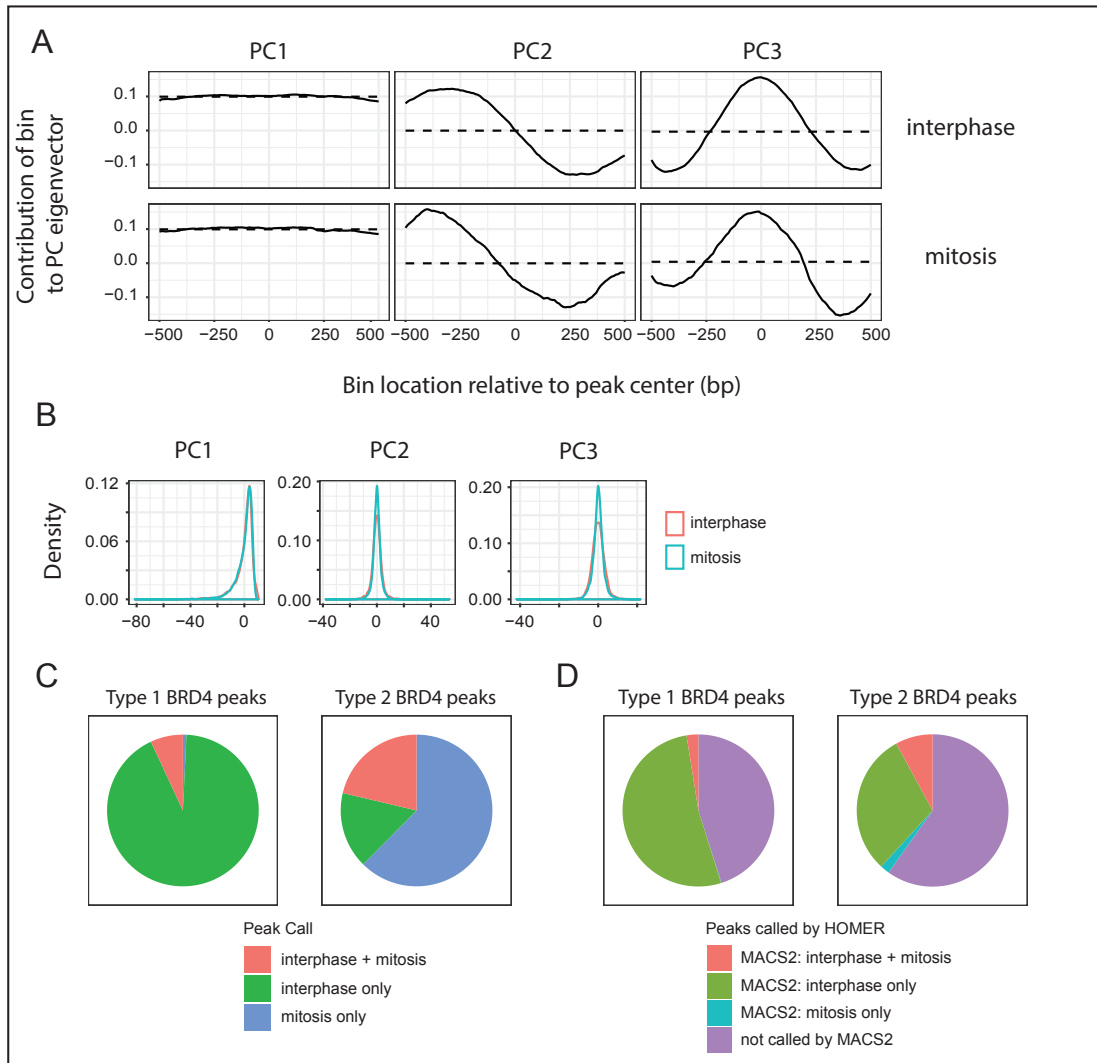 A
PC1 PC2 PC3
0.1
0.0
−0.1
interphase
0.1
0.0
−0.1
mitosis
Contribution of bin
to PC eigenvector
−500 −250 0 250 500 −500 −250 0 250 500 −500 −250 0 250 500
Bin location relative to peak center (bp)
B
PC1 PC2 PC3
Density
0.12
0.06
0.00
−80 −40 0
0.20
0.10
0.00
−40 0 40
0.20
0.10
0.00
−40 0
interphase
mitosis
C
Type 1 BRD4 peaks Type 2 BRD4 peaks
Peak Call
interphase + mitosis
interphase only
mitosis only
D
Type 1 BRD4 peaks Type 2 BRD4 peaks
Peaks called by HOMER
MACS2: interphase + mitosis
MACS2: interphase only
MACS2: mitosis only
not called by MACS2